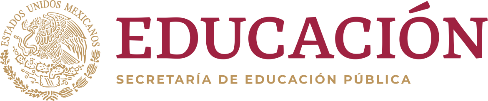 ESTADOS UNIDOS MEXICANOS
EDUCACIÓN
SECRETARÍA DE EDUCACIÓN PÚBLICA